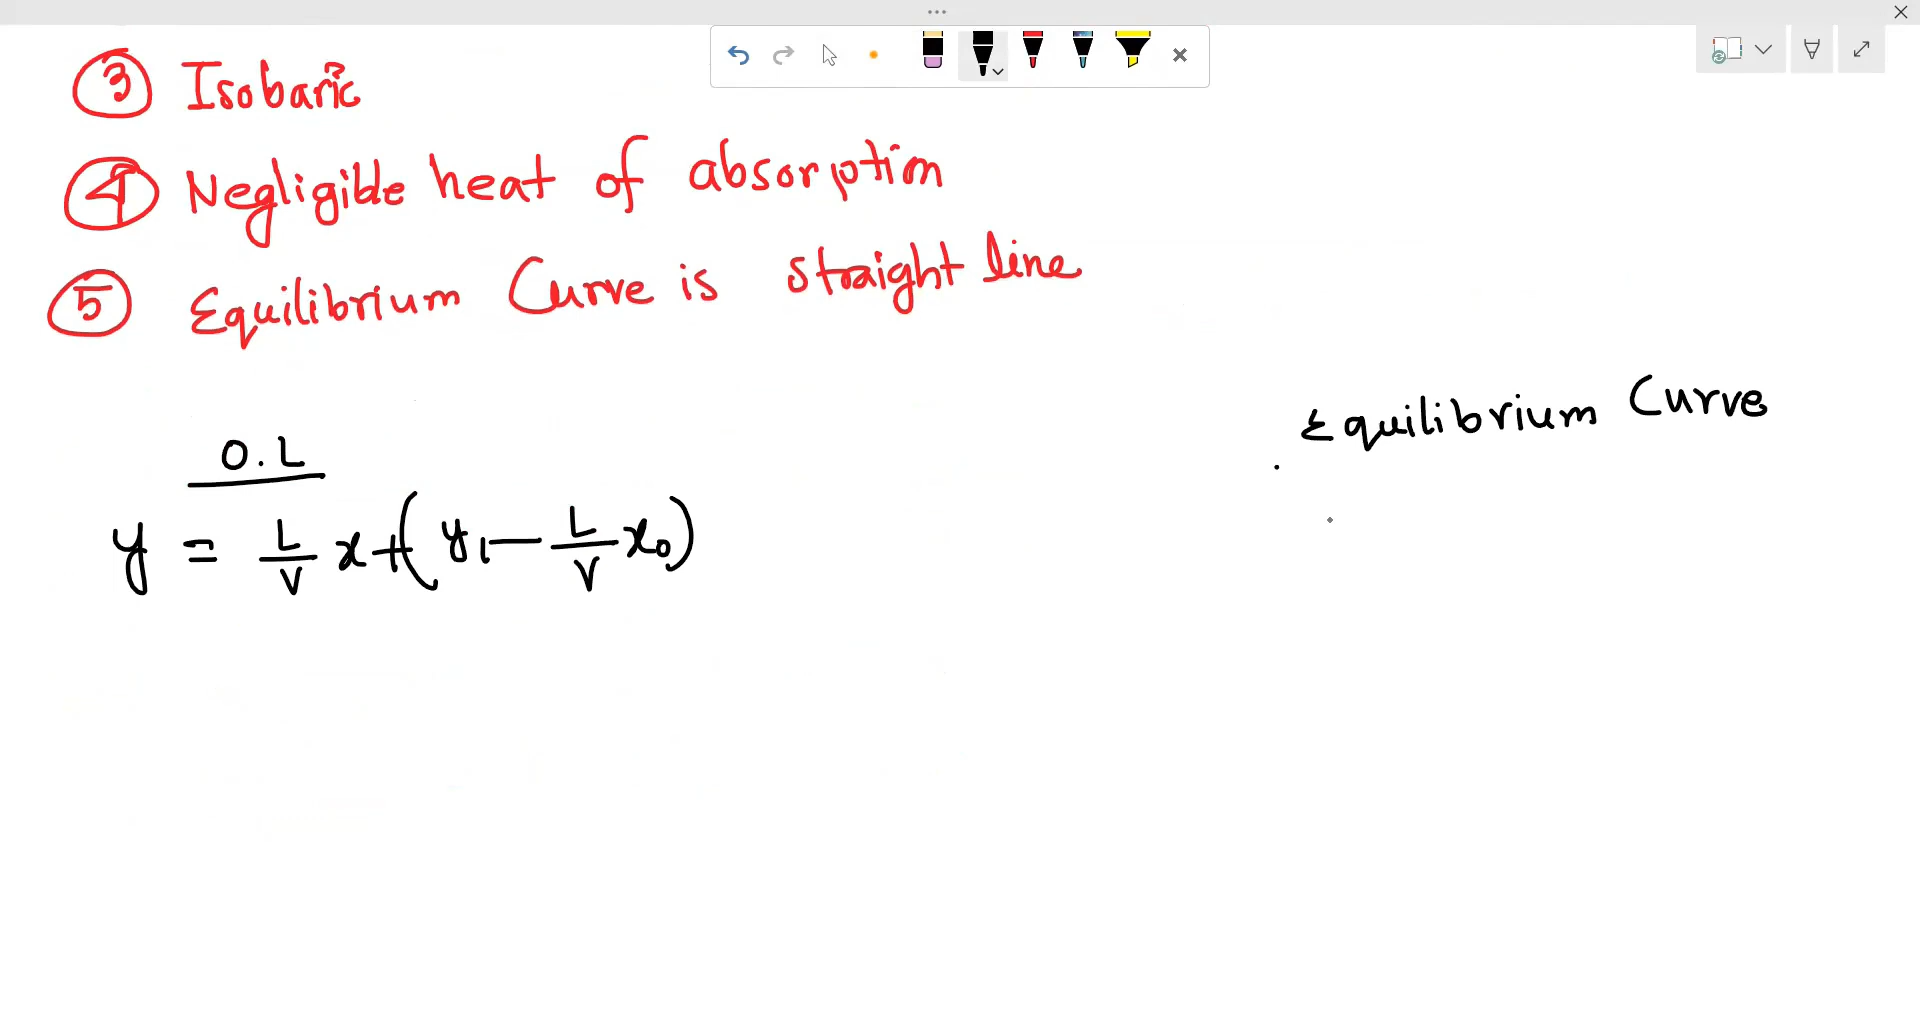 ③ Isobaric
④ Negligible heat of absorption
⑤ Equilibrium Curve is straight line
Equilibrium Curve
O.L
y = L/V x + (y₁ − L/V x₀)